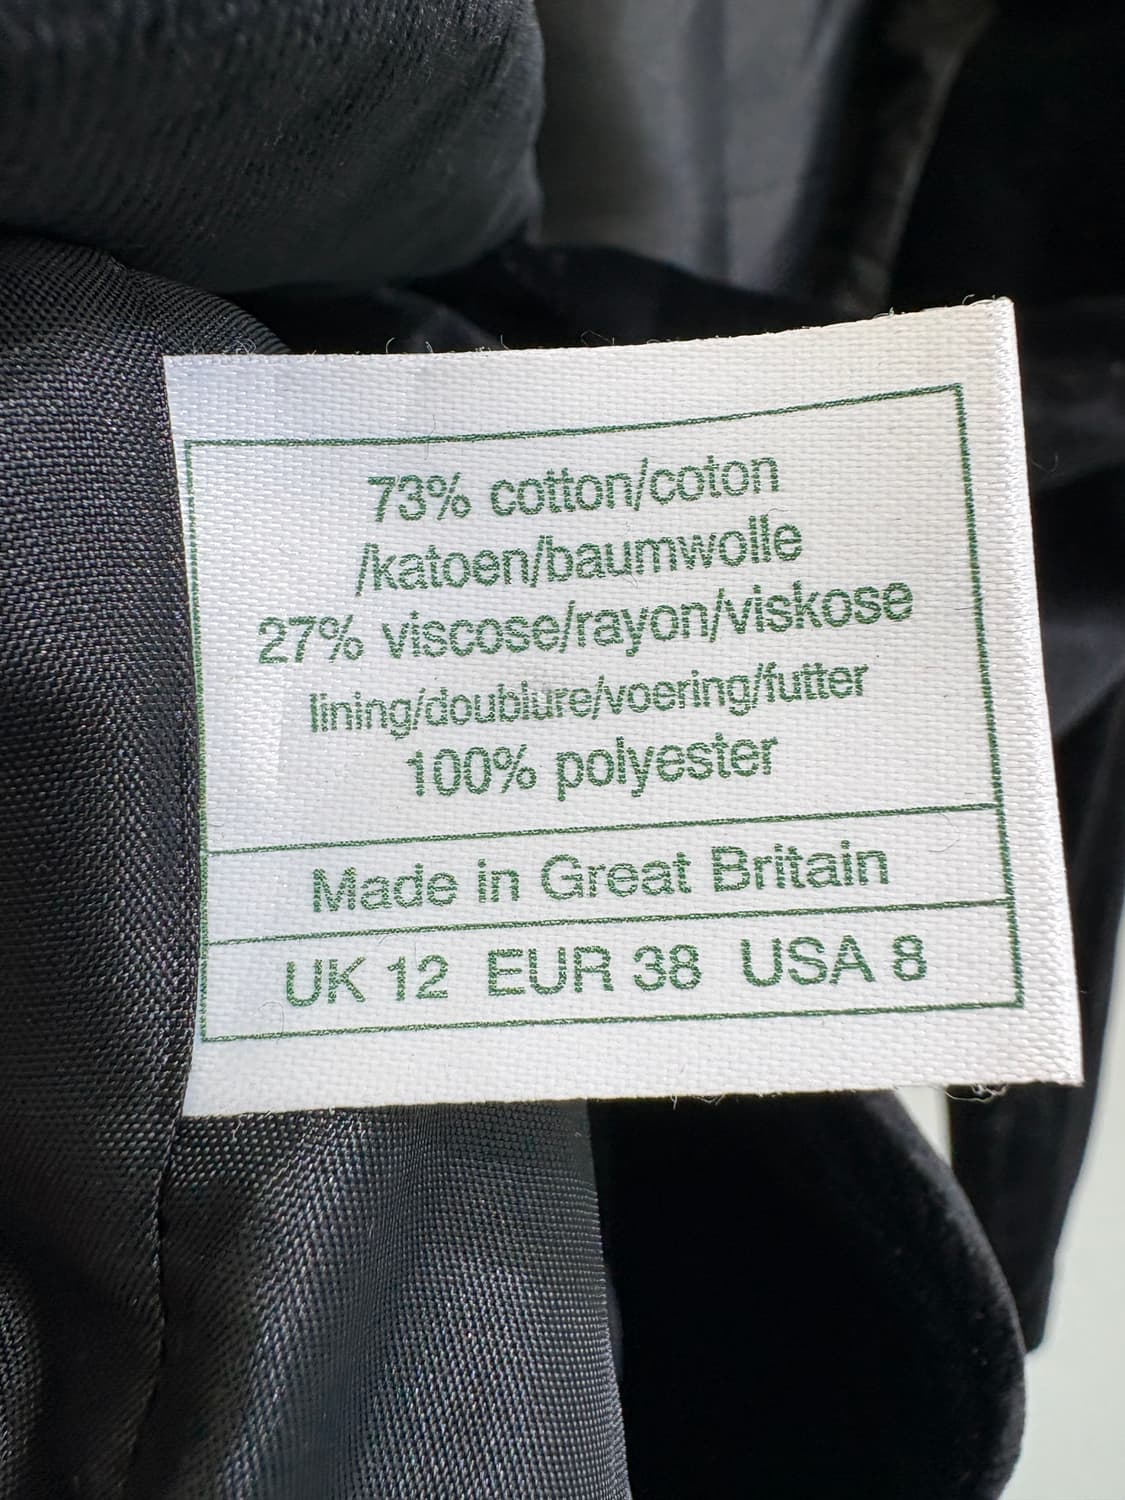 73% cotton/coton
/katoen/baumwolle
27% viscose/rayon/viskose
lining/doublure/voering/futter
100% polyester
Made in Great Britain
UK 12 EUR 38 USA 8